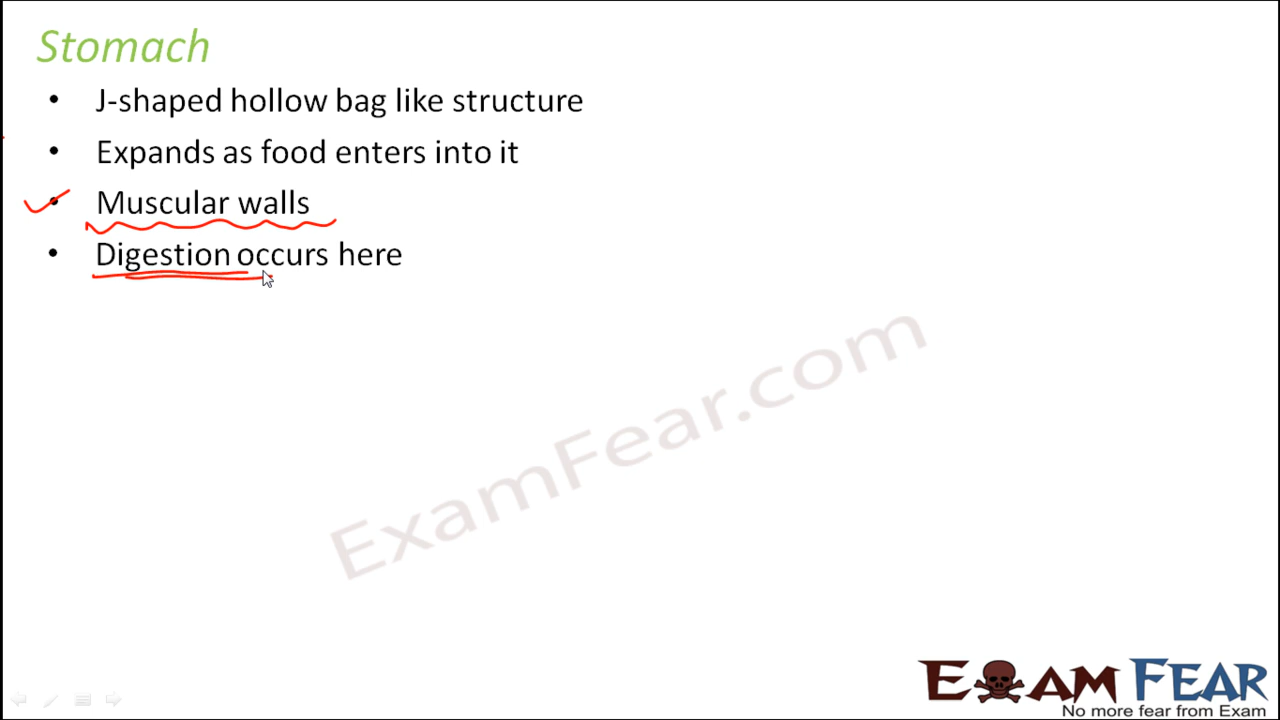 Stomach
• J-shaped hollow bag like structure
• Expands as food enters into it
• Muscular walls
• Digestion occurs here
ExamFear.com
EXAM FEAR
No more fear from Exam